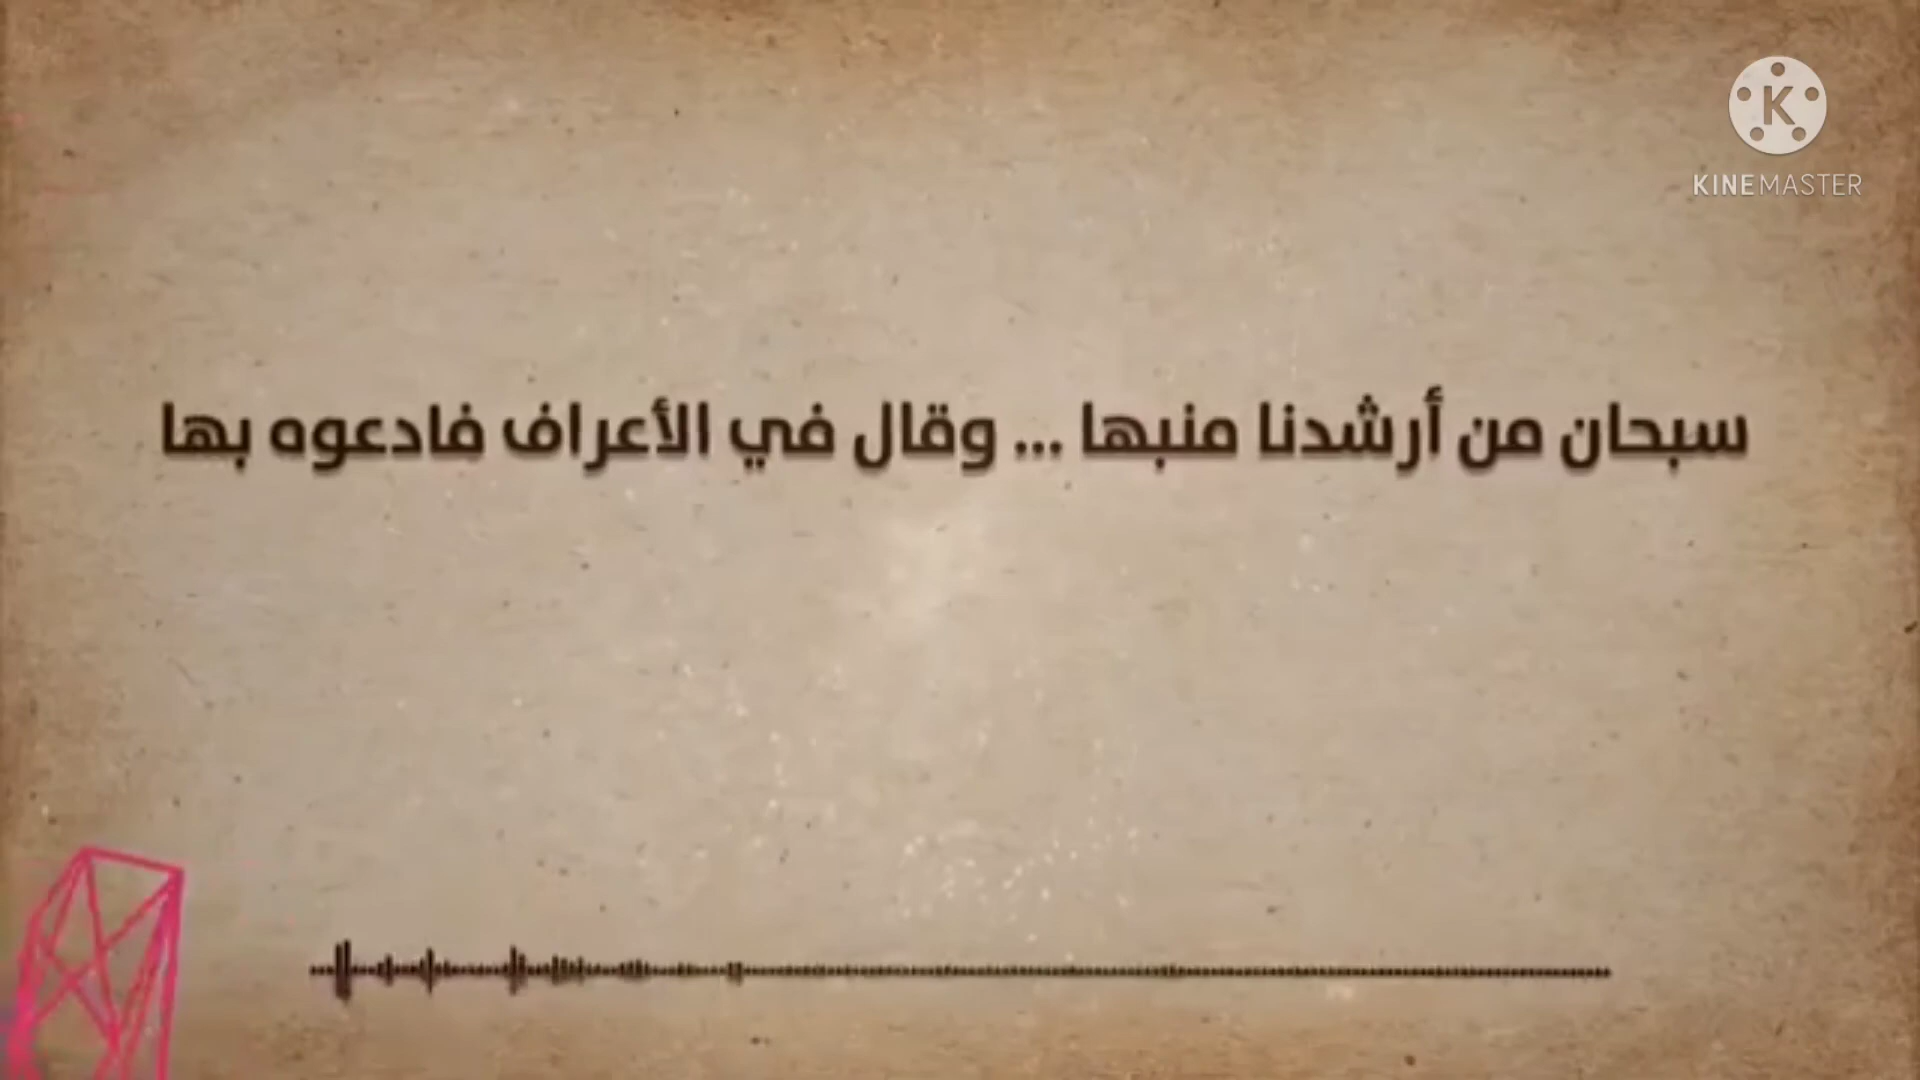 K
KINEMASTER
سبحان من أرشدنا منبها ... وقال في الأعراف فادعوه بها